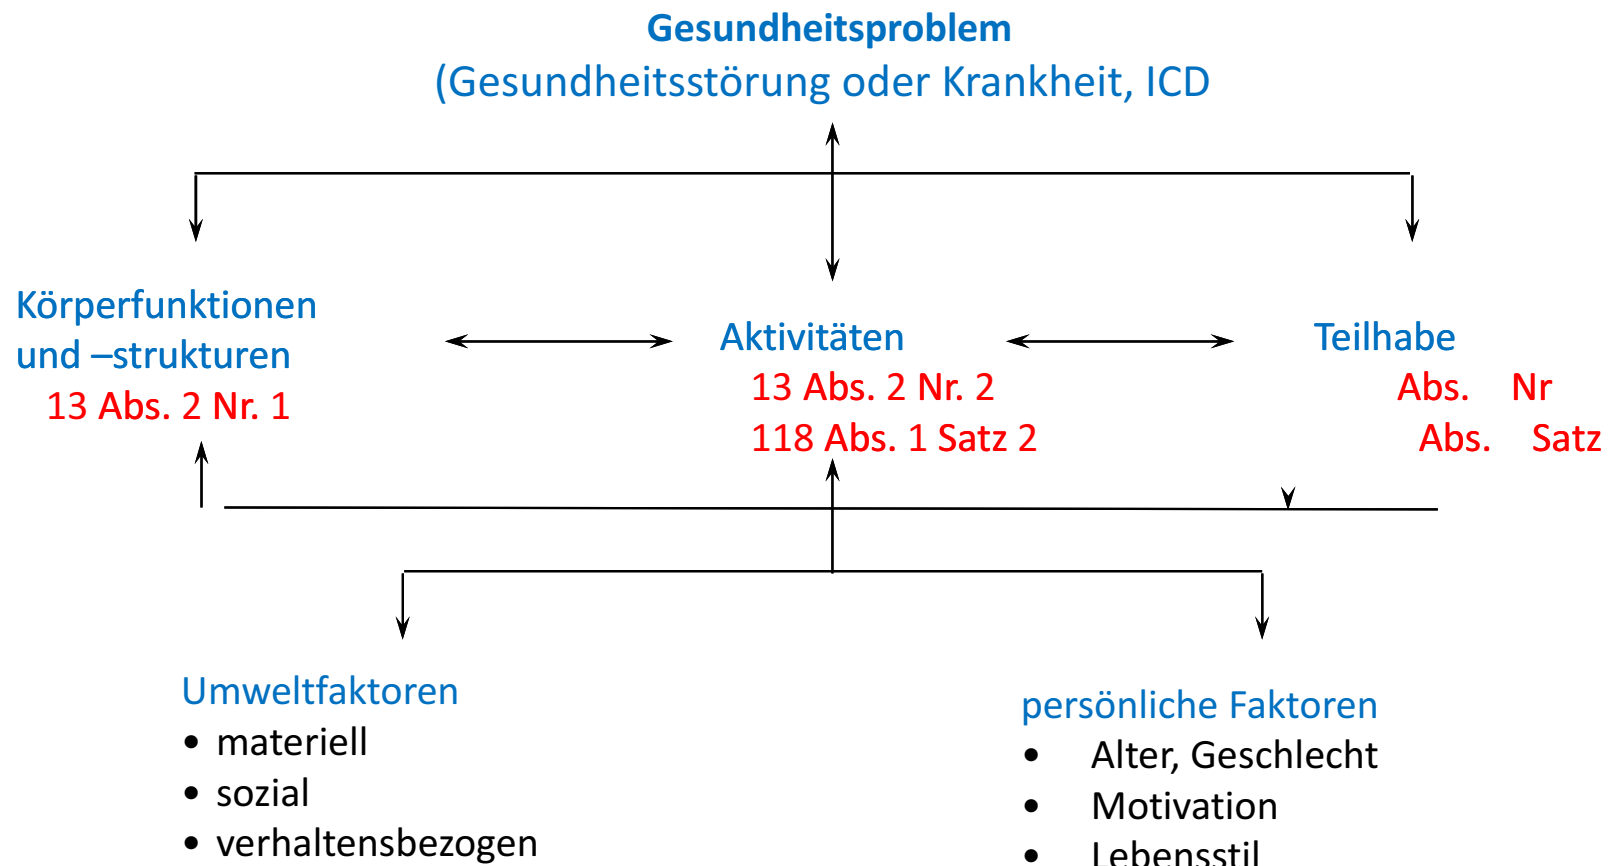 Gesundheitsproblem
(Gesundheitsstörung oder Krankheit, ICD
Körperfunktionen
und –strukturen
13 Abs. 2 Nr. 1
Aktivitäten
13 Abs. 2 Nr. 2
118 Abs. 1 Satz 2
Teilhabe
Abs. Nr
Abs. Satz
Umweltfaktoren
• materiell
• sozial
• verhaltensbezogen
persönliche Faktoren
• Alter, Geschlecht
• Motivation
• Lebensstil